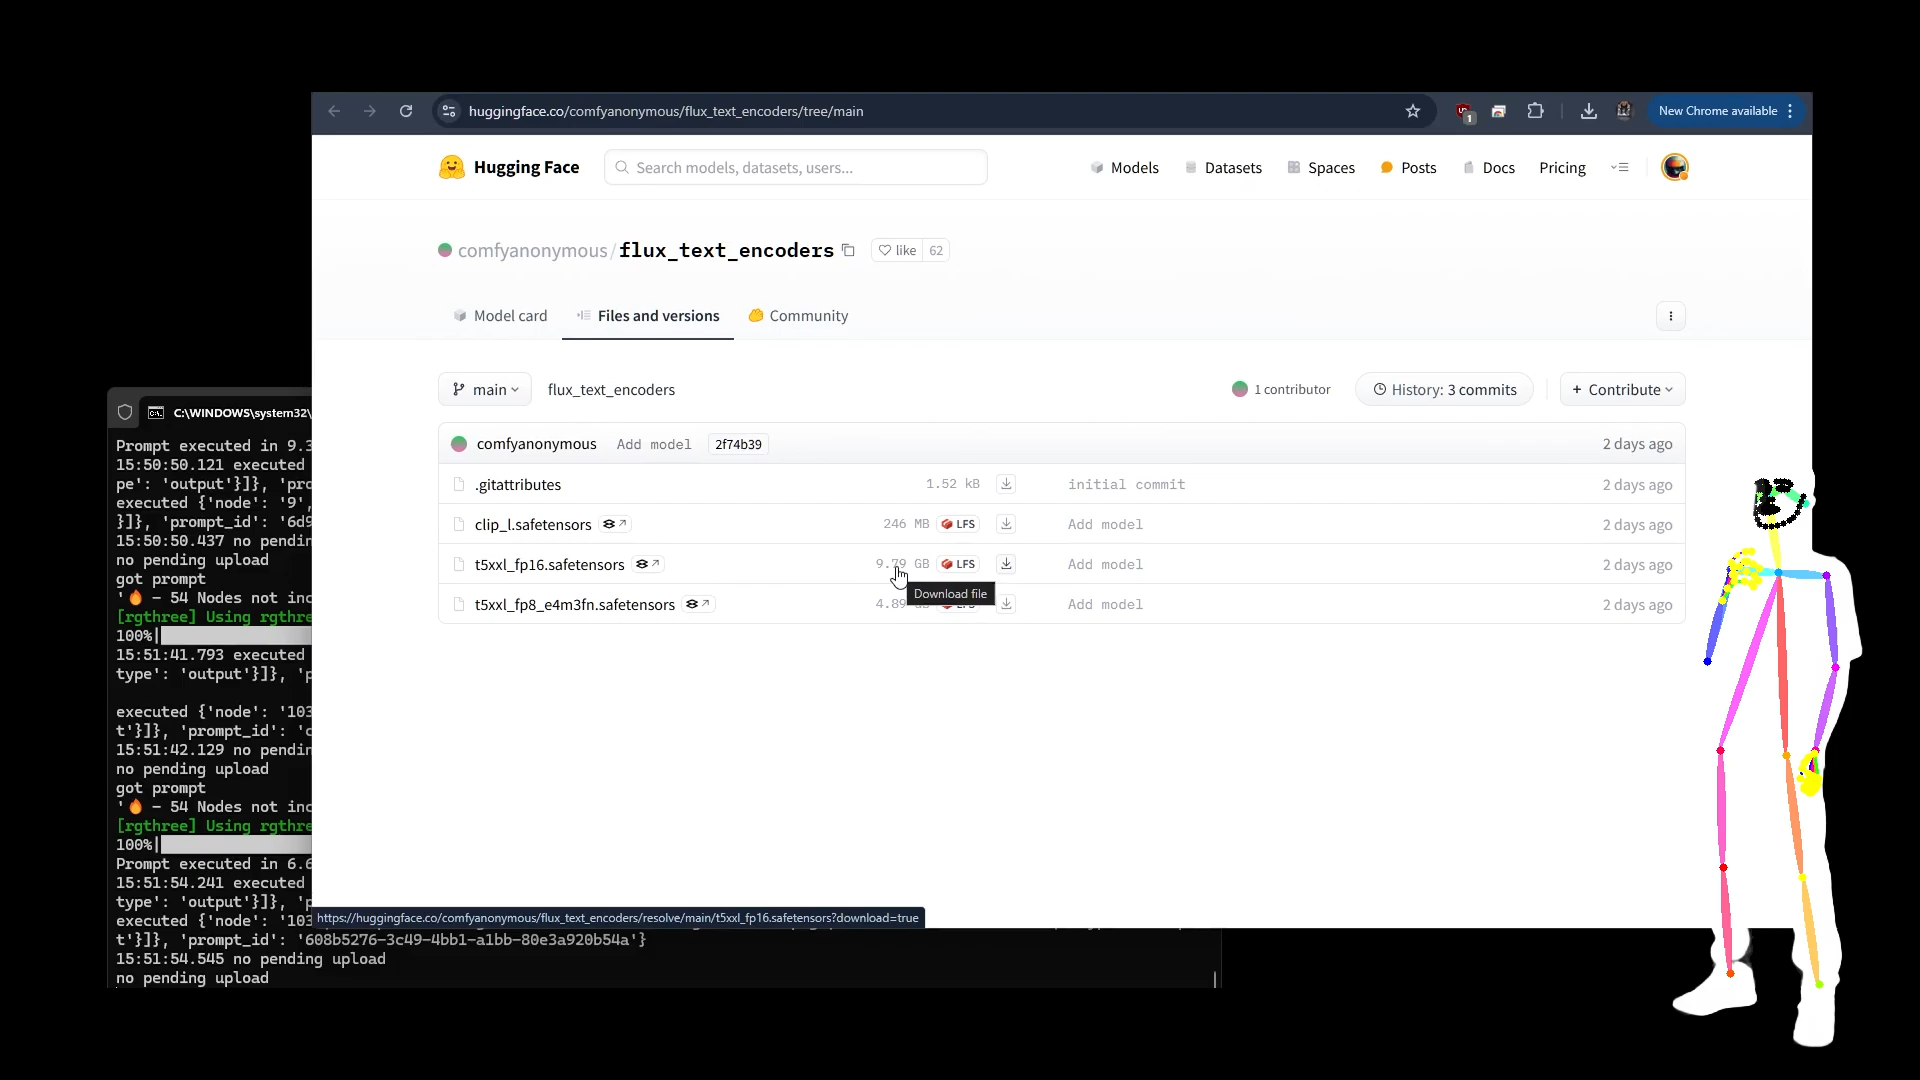 huggingface.co/comfyanonymous/flux_text_encoders/tree/main
1
New Chrome available
Hugging Face
Search models, datasets, users...
Models
Datasets
Spaces
Posts
Docs
Pricing
comfyanonymous/flux_text_encoders
like 62
Model card
Files and versions
Community
main
flux_text_encoders
1 contributor
History: 3 commits
+ Contribute
comfyanonymous Add model 2f74b39 2 days ago
.gitattributes 1.52 kB initial commit 2 days ago
clip_l.safetensors 246 MB LFS Add model 2 days ago
t5xxl_fp16.safetensors 9.79 GB LFS Add model 2 days ago
Download file
t5xxl_fp8_e4m3fn.safetensors 4.89 GB LFS Add model 2 days ago
https://huggingface.co/comfyanonymous/flux_text_encoders/resolve/main/t5xxl_fp16.safetensors?download=true
C:\WINDOWS\system32\
Prompt executed in 9.3
15:50:50.121 executed
pe': 'output'}]}, 'pro
executed {'node': '9',
}]}, 'prompt_id': '6d9
15:50:50.437 no pendin
no pending upload
got prompt
'🔥 - 54 Nodes not inc
[rgthree] Using rgthre
100%|
15:51:41.793 executed
type': 'output'}]}, 'p
executed {'node': '103
t'}]}, 'prompt_id': 'c
15:51:42.129 no pendin
no pending upload
got prompt
'🔥 - 54 Nodes not inc
[rgthree] Using rgthre
100%|
Prompt executed in 6.6
15:51:54.241 executed
type': 'output'}]}, 'p
executed {'node': '103
t'}]}, 'prompt_id': '608b5276-3c49-4bb1-a1bb-80e3a920b54a'}
15:51:54.545 no pending upload
no pending upload